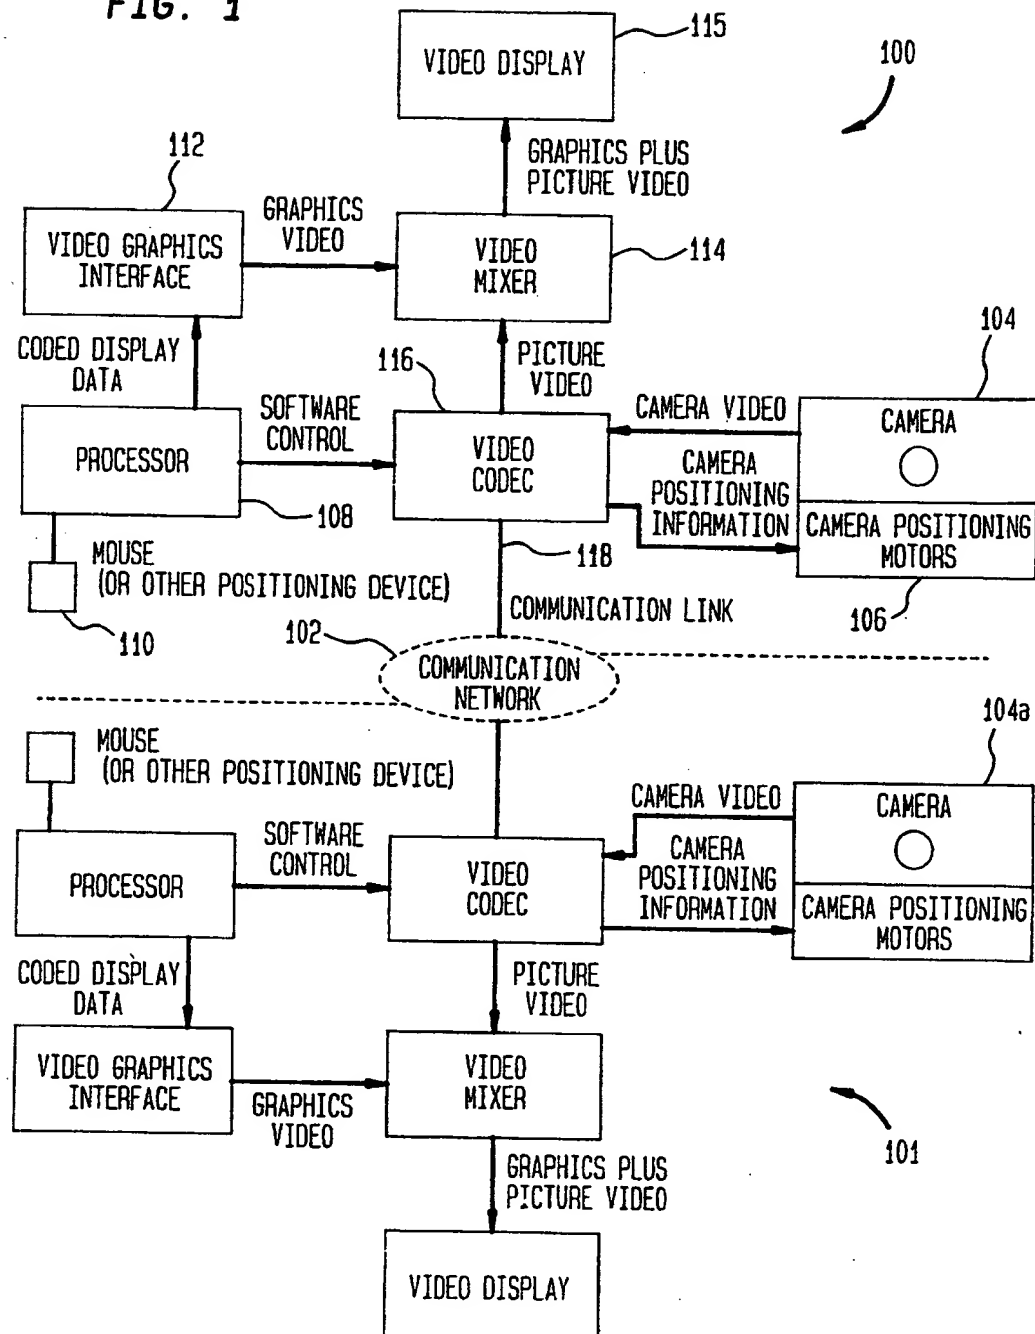 FIG. 1
VIDEO DISPLAY
115
100
GRAPHICS PLUS
PICTURE VIDEO
112
VIDEO GRAPHICS
INTERFACE
GRAPHICS
VIDEO
VIDEO
MIXER
114
CODED DISPLAY
DATA
116
PICTURE
VIDEO
104
PROCESSOR
108
SOFTWARE
CONTROL
VIDEO
CODEC
CAMERA VIDEO
CAMERA
POSITIONING
INFORMATION
CAMERA
CAMERA POSITIONING
MOTORS
106
MOUSE
(OR OTHER POSITIONING DEVICE)
110
118
COMMUNICATION LINK
102
COMMUNICATION
NETWORK
MOUSE
(OR OTHER POSITIONING DEVICE)
104a
PROCESSOR
SOFTWARE
CONTROL
VIDEO
CODEC
CAMERA VIDEO
CAMERA
POSITIONING
INFORMATION
CAMERA
CAMERA POSITIONING
MOTORS
CODED DISPLAY
DATA
PICTURE
VIDEO
VIDEO GRAPHICS
INTERFACE
GRAPHICS
VIDEO
VIDEO
MIXER
101
GRAPHICS PLUS
PICTURE VIDEO
VIDEO DISPLAY